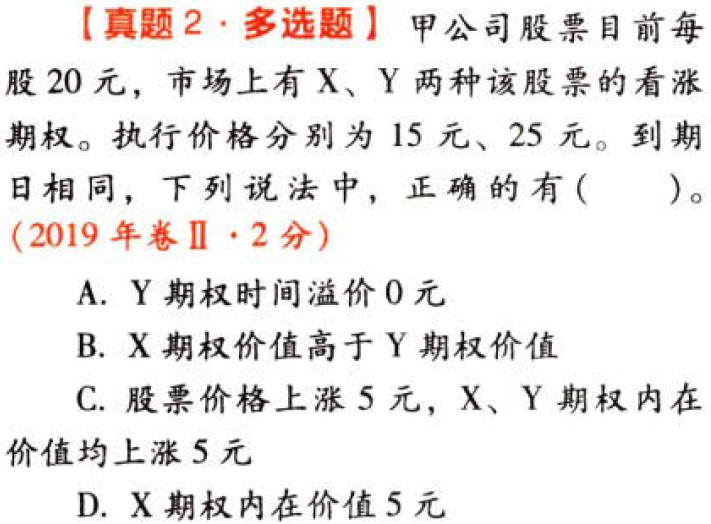 【真题2·多选题】 甲公司股票目前每
股 20 元，市场上有 X、Y 两种该股票的看涨
期权。执行价格分别为 15 元、25 元。到期
日相同，下列说法中，正确的有(　　)。
(2019 年卷Ⅱ·2 分)
A. Y 期权时间溢价 0 元
B. X 期权价值高于 Y 期权价值
C. 股票价格上涨 5 元，X、Y 期权内在
价值均上涨 5 元
D. X 期权内在价值 5 元